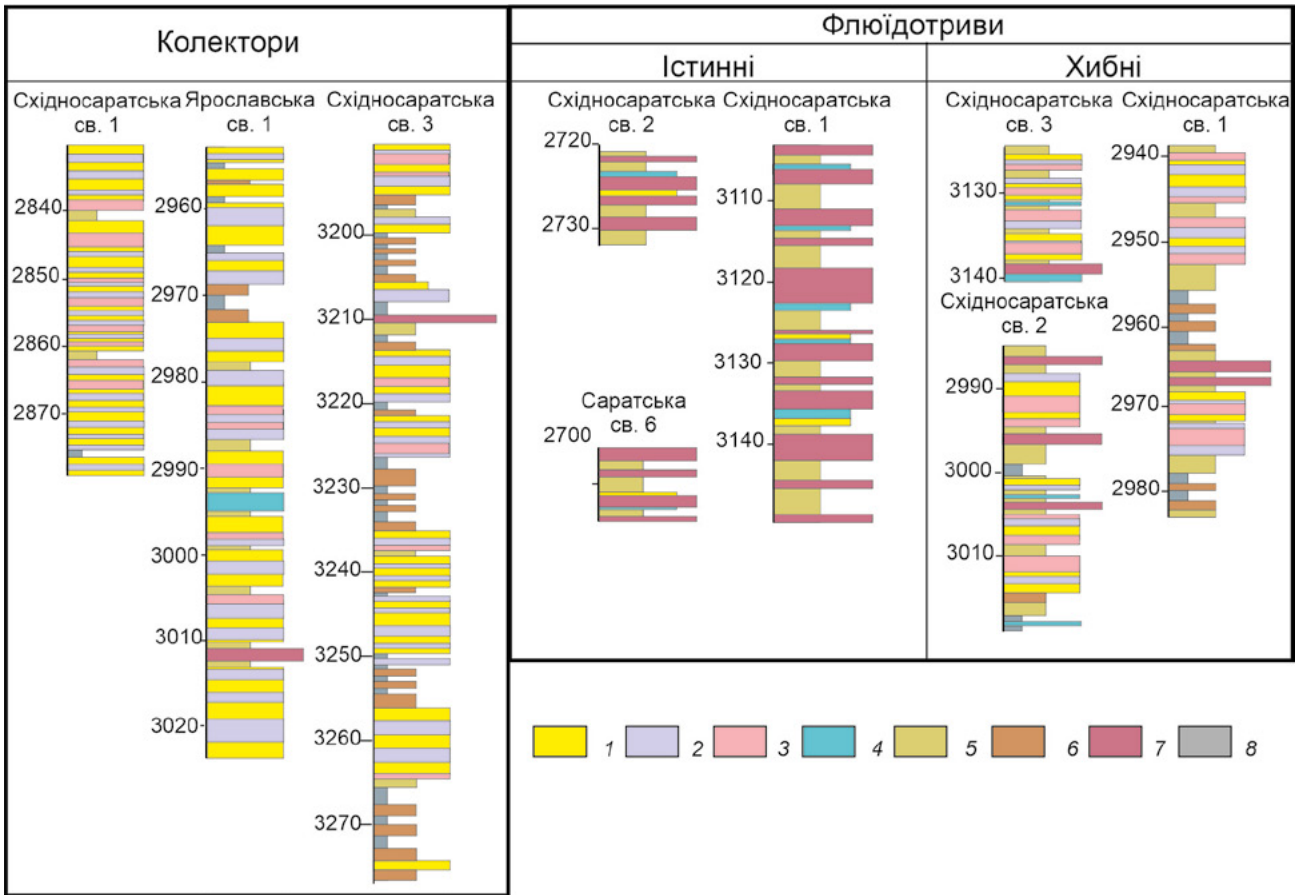 Колектори
Східносаратська
св. 1
2840
2850
2860
2870
Ярославська
св. 1
2960
2970
2980
2990
3000
3010
3020
Східносаратська
св. 3
3200
3210
3220
3230
3240
3250
3260
3270
Флюїдотриви
Істинні
Східносаратська
св. 2
2720
2730
Саратська
св. 6
2700
Східносаратська
св. 1
3110
3120
3130
3140
Хибні
Східносаратська
св. 3
3130
3140
Східносаратська
св. 2
2990
3000
3010
Східносаратська
св. 1
2940
2950
2960
2970
2980
1 2 3 4 5 6 7 8